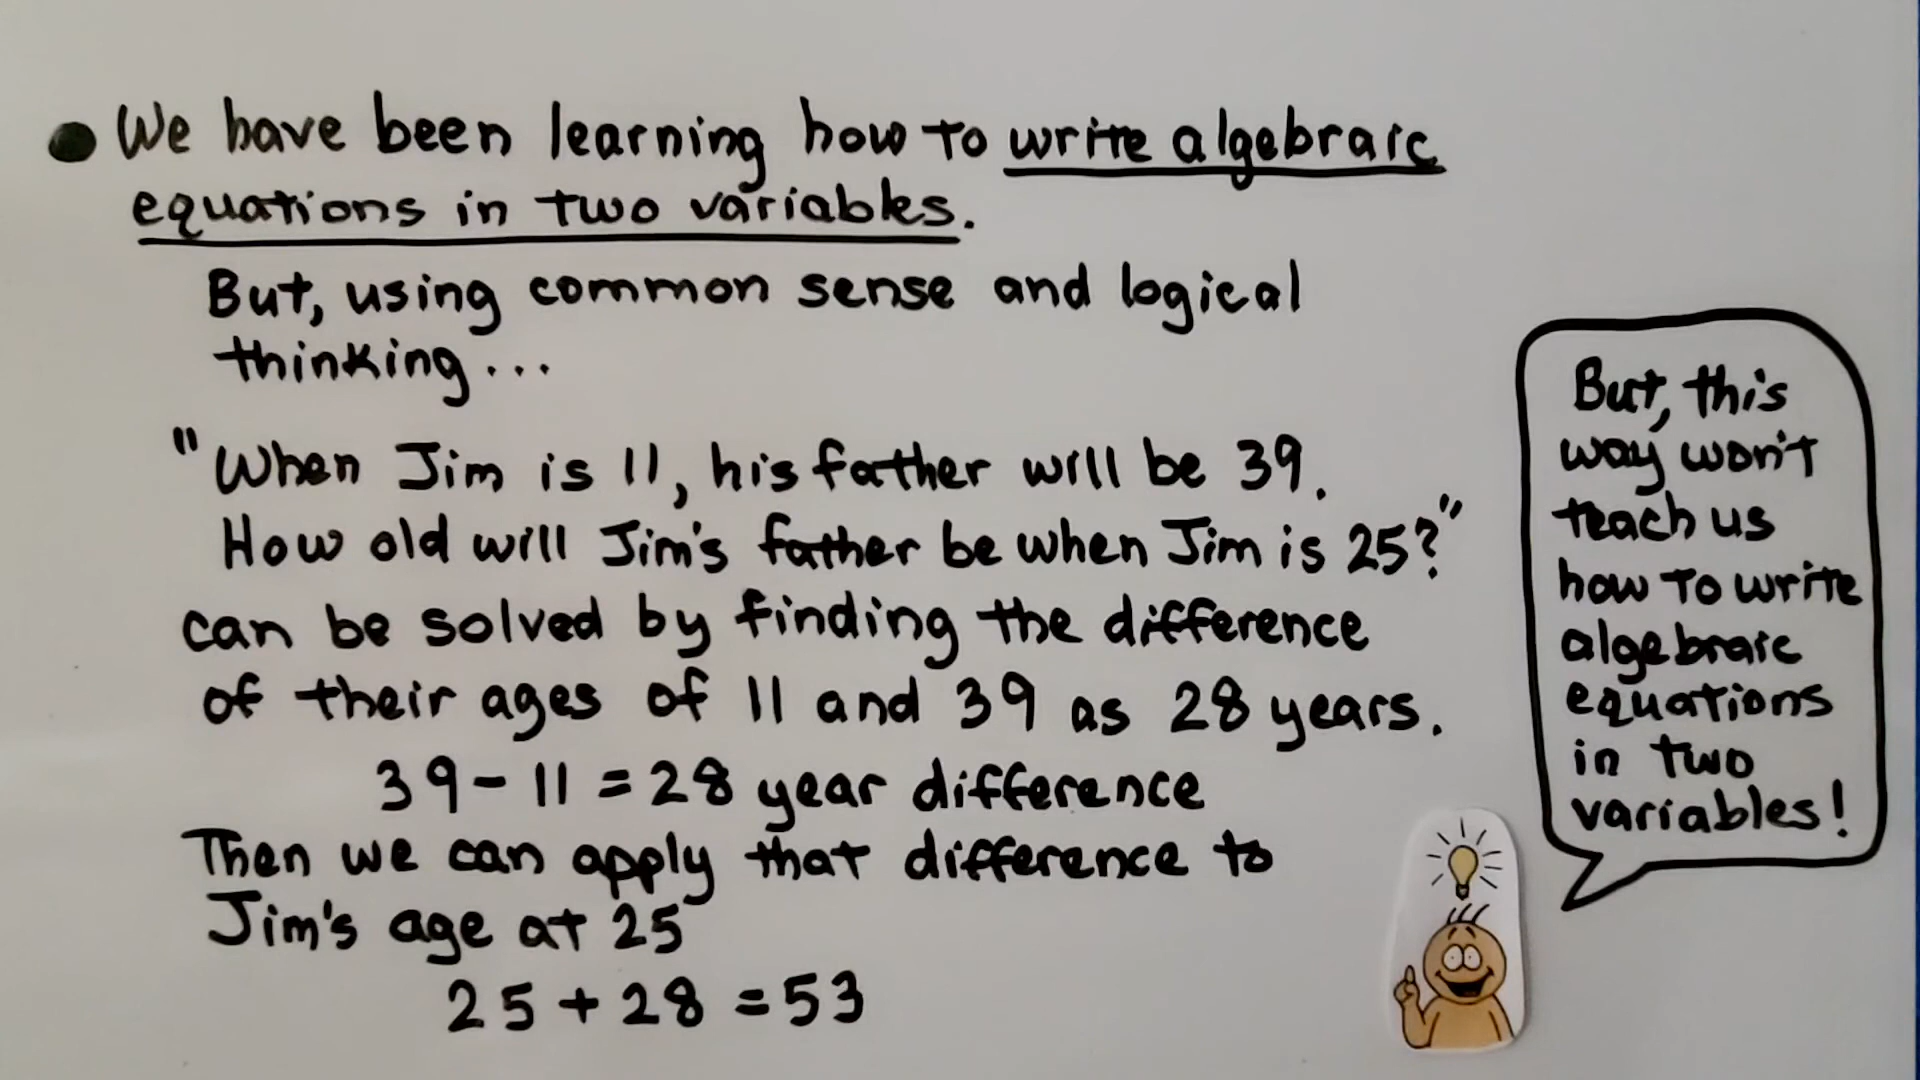 We have been learning how to write algebraic
equations in two variables.
But, using common sense and logical
thinking...
"When Jim is 11, his father will be 39.
How old will Jim's father be when Jim is 25?"
can be solved by finding the difference
of their ages of 11 and 39 as 28 years.
39 - 11 = 28 year difference
Then we can apply that difference to
Jim's age at 25
25 + 28 = 53
But, this
way won't
teach us
how to write
algebraic
equations
in two
variables!